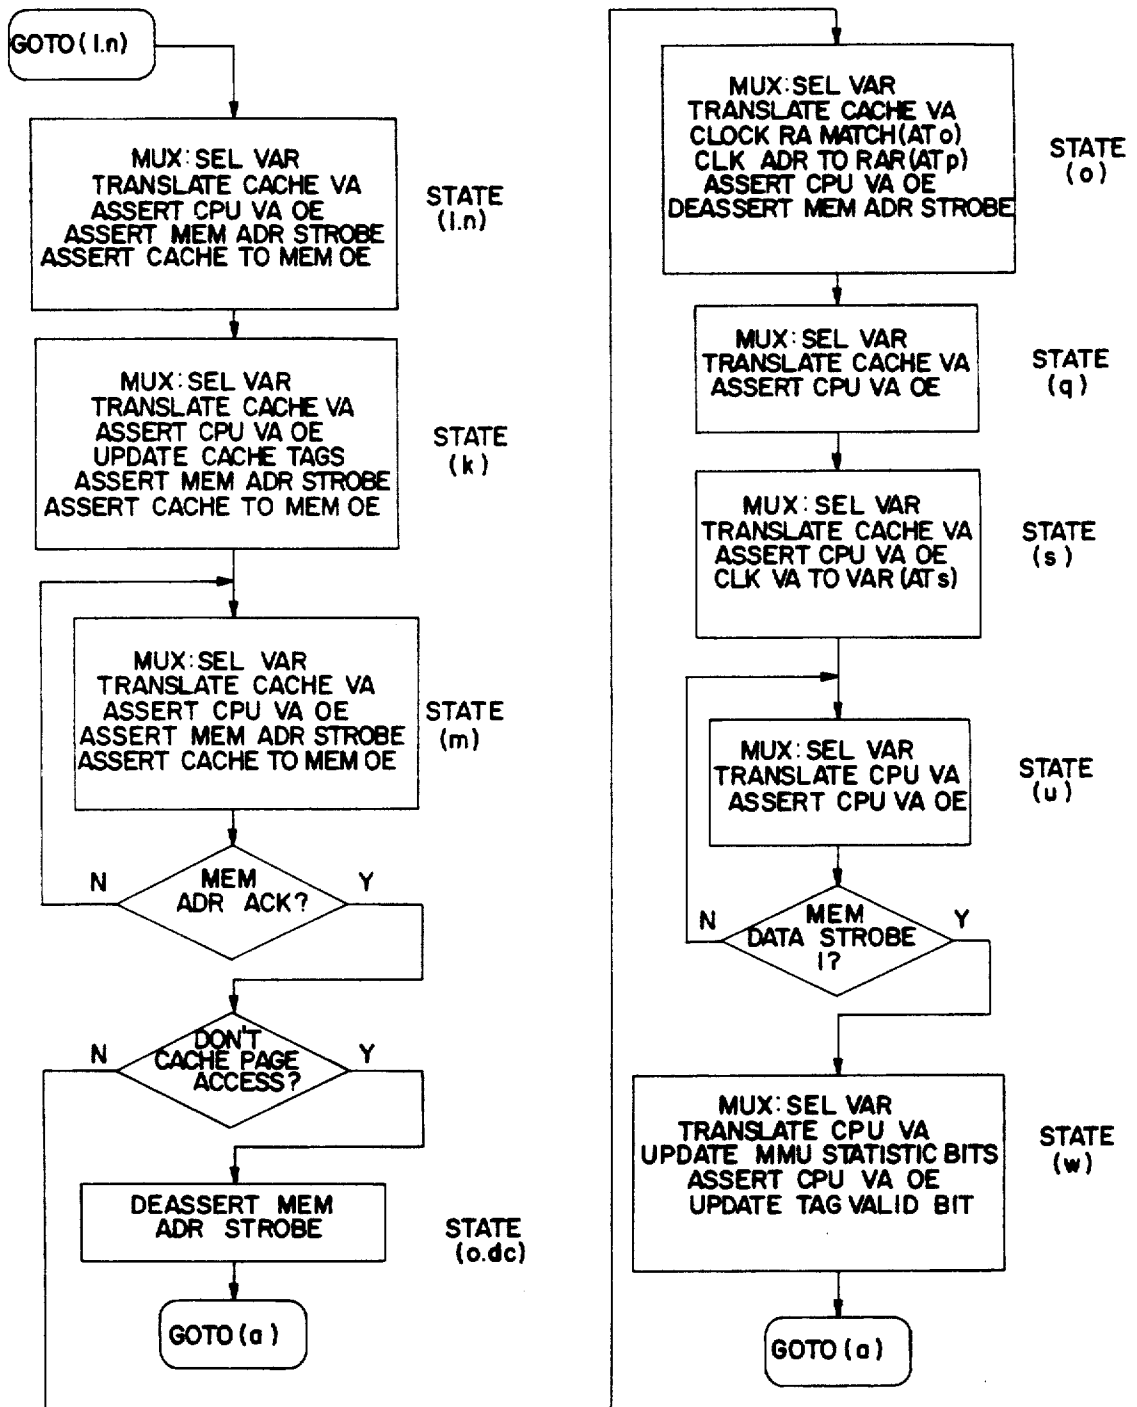 GOTO(I.n)
MUX:SEL VAR
TRANSLATE CACHE VA
ASSERT CPU VA OE
ASSERT MEM ADR STROBE
ASSERT CACHE TO MEM OE
STATE
(I.n)
MUX:SEL VAR
TRANSLATE CACHE VA
ASSERT CPU VA OE
UPDATE CACHE TAGS
ASSERT MEM ADR STROBE
ASSERT CACHE TO MEM OE
STATE
(k)
MUX:SEL VAR
TRANSLATE CACHE VA
ASSERT CPU VA OE
ASSERT MEM ADR STROBE
ASSERT CACHE TO MEM OE
STATE
(m)
N
MEM
ADR ACK?
Y
N
DON'T
CACHE PAGE
ACCESS?
Y
DEASSERT MEM
ADR STROBE
STATE
(o.dc)
GOTO(a)
MUX:SEL VAR
TRANSLATE CACHE VA
CLOCK RA MATCH(ATo)
CLK ADR TO RAR(ATp)
ASSERT CPU VA OE
DEASSERT MEM ADR STROBE
STATE
(o)
MUX:SEL VAR
TRANSLATE CACHE VA
ASSERT CPU VA OE
STATE
(q)
MUX:SEL VAR
TRANSLATE CACHE VA
ASSERT CPU VA OE
CLK VA TO VAR(ATs)
STATE
(s)
MUX:SEL VAR
TRANSLATE CPU VA
ASSERT CPU VA OE
STATE
(u)
N
MEM
DATA STROBE
1?
Y
MUX:SEL VAR
TRANSLATE CPU VA
UPDATE MMU STATISTIC BITS
ASSERT CPU VA OE
UPDATE TAG VALID BIT
STATE
(w)
GOTO(a)